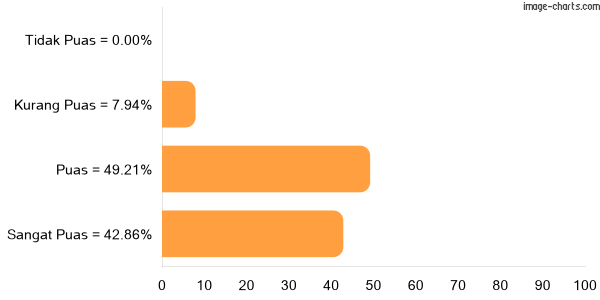 image-charts.com
Tidak Puas = 0.00%
Kurang Puas = 7.94%
Puas = 49.21%
Sangat Puas = 42.86%
0 10 20 30 40 50 60 70 80 90 100